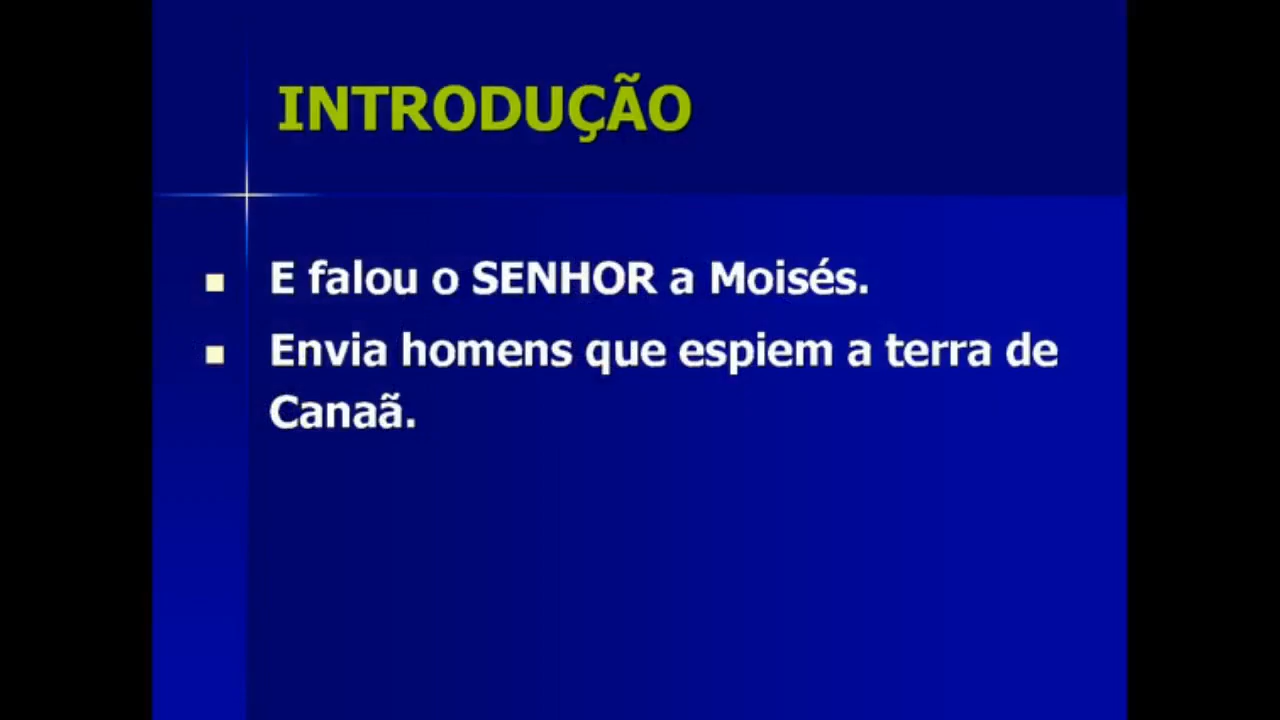 INTRODUÇÃO
E falou o SENHOR a Moisés.
Envia homens que espiem a terra de
Canaã.